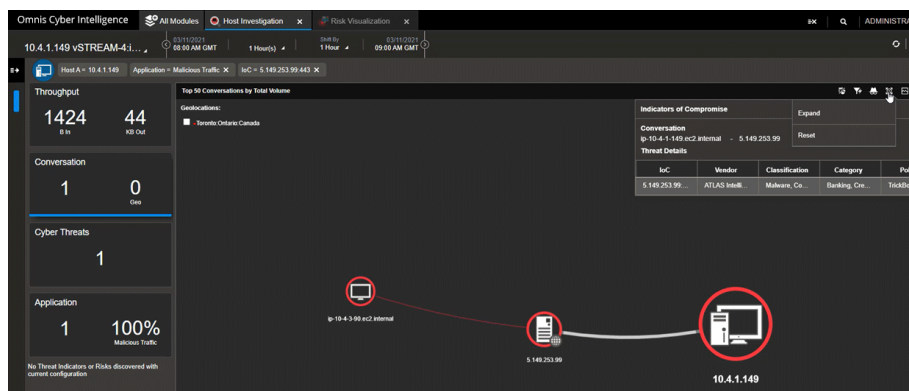 Omnis Cyber Intelligence
All Modules
Host Investigation ×
Risk Visualization ×
ADMINISTRA
10.4.1.149 vSTREAM-4:i...
03/11/2021
08:00 AM GMT
1 Hour(s)
Shift By
1 Hour
03/11/2021
09:00 AM GMT
Host A = 10.4.1.149
Application = Malicious Traffic ×
IoC = 5.149.253.99:443 ×
Throughput
1424
B In
44
KB Out
Conversation
1
0
Geo
Cyber Threats
1
Application
1
100%
Malicious Traffic
No Threat Indicators or Risks discovered with
current configuration
Top 50 Conversations by Total Volume
Geolocations:
- Toronto:Ontario:Canada
Indicators of Compromise
Expand
Reset
Conversation
ip-10-4-1-149.ec2.internal - 5.149.253.99
Threat Details
IoC Vendor Classification Category Pol
5.149.253.99:... ATLAS Intelli... Malware, Co... Banking, Cre... TrickBo
ip-10-4-3-90.ec2.internal
5.149.253.99
10.4.1.149